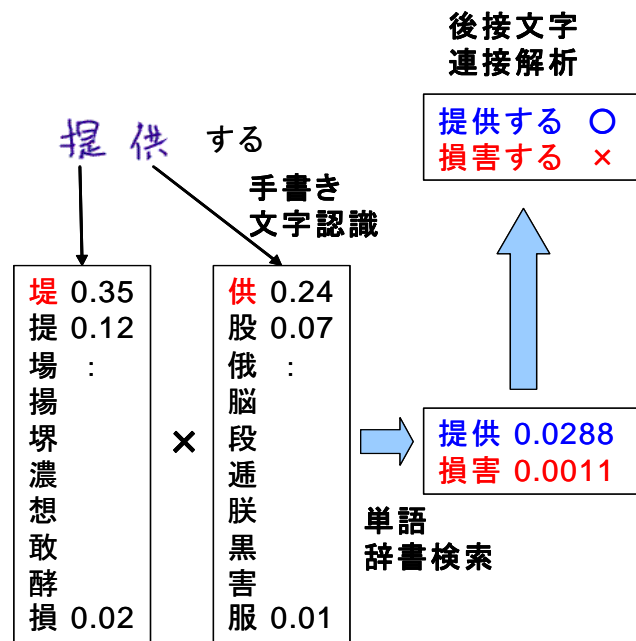 後接文字
連接解析
提供する ○
損害する ×
提供 する
手書き
文字認識
堤 0.35
提 0.12
場 :
揚
堺
濃
想
敢
酵
損 0.02
×
供 0.24
股 0.07
俄 :
脳
段
逓
朕
黒
害
服 0.01
提供 0.0288
損害 0.0011
単語
辞書検索